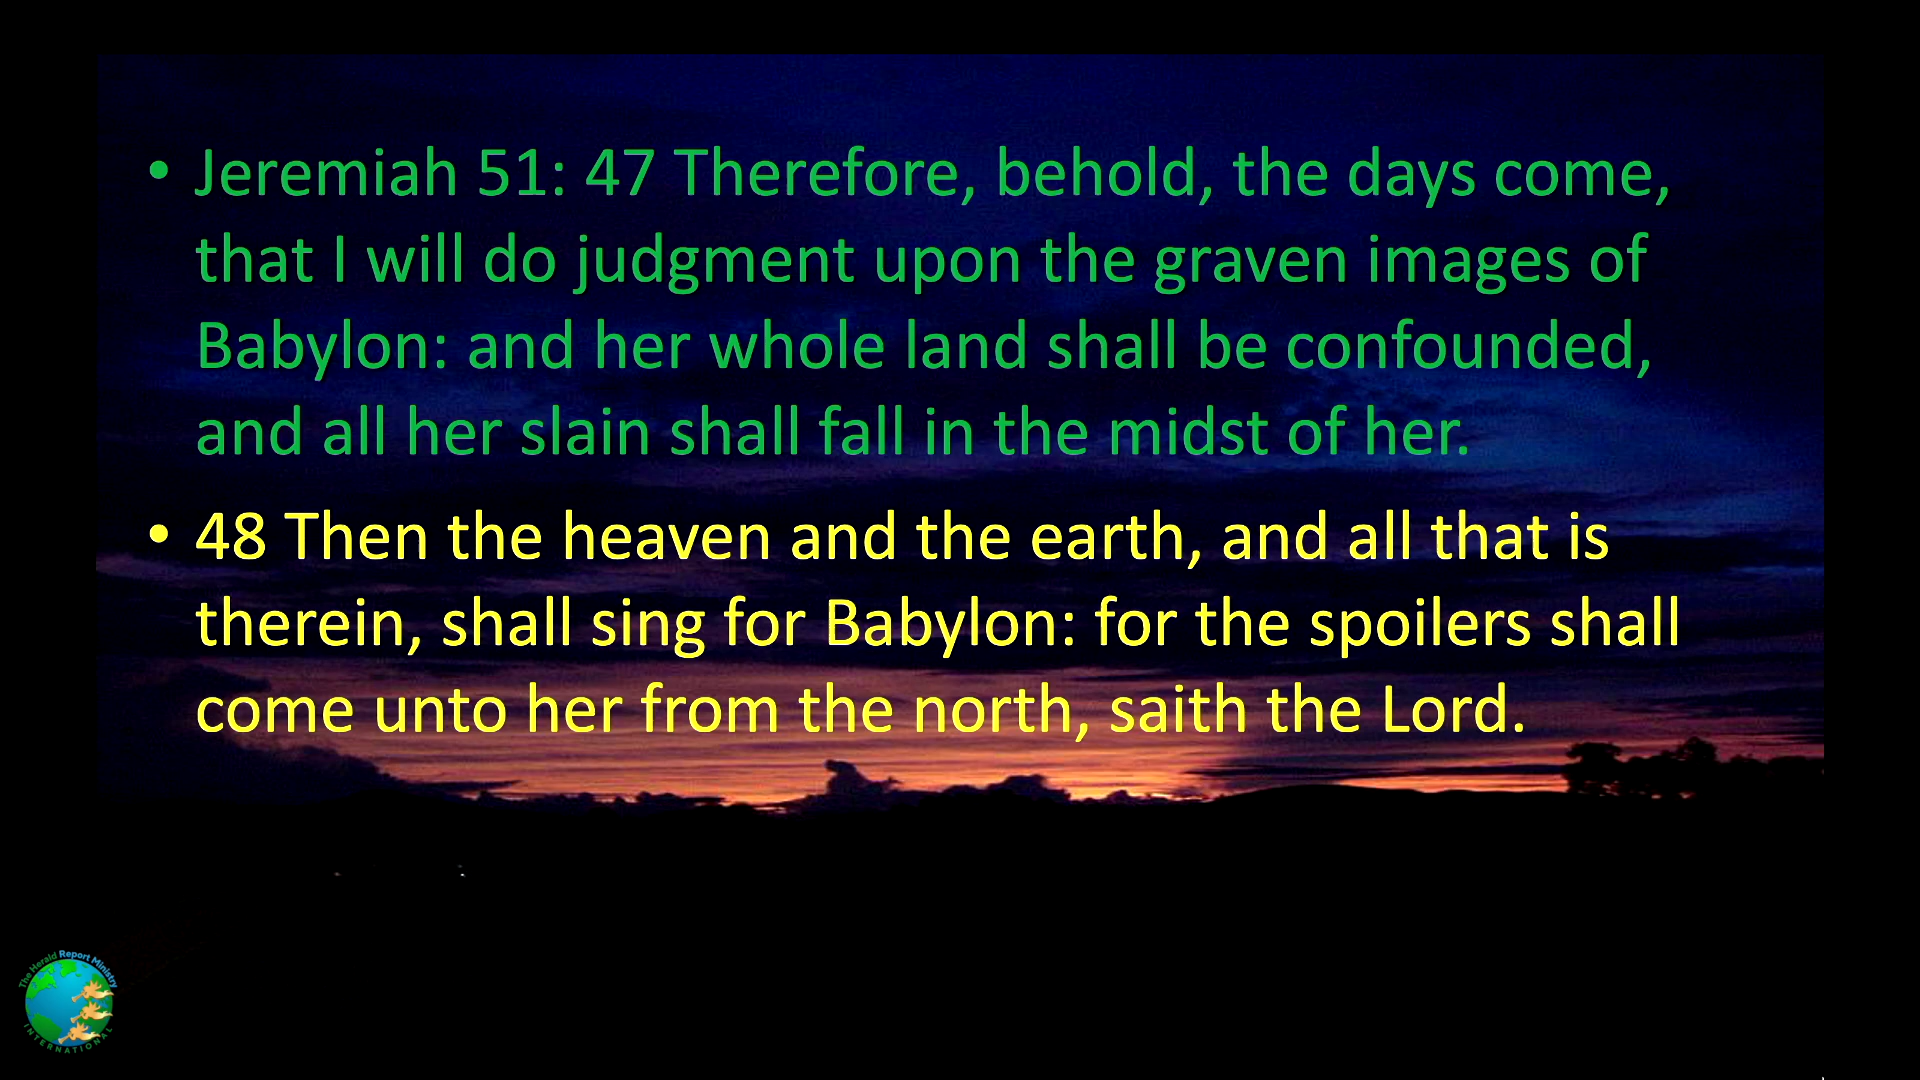 • Jeremiah 51: 47 Therefore, behold, the days come,
that I will do judgment upon the graven images of
Babylon: and her whole land shall be confounded,
and all her slain shall fall in the midst of her.
• 48 Then the heaven and the earth, and all that is
therein, shall sing for Babylon: for the spoilers shall
come unto her from the north, saith the Lord.
The Herald Report Ministry
INTERNATIONAL